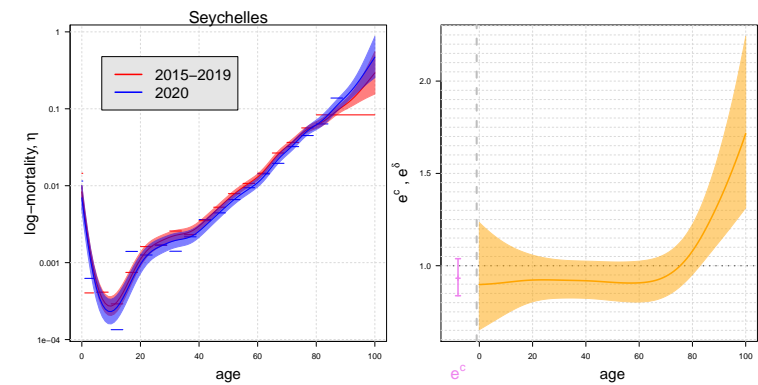 Seychelles
log−mortality, η
1
0.1
0.01
0.001
1e−04
2015−2019
2020
0 20 40 60 80 100
age
e^c , e^δ
2.0
1.5
1.0
0 20 40 60 80 100
e^c age